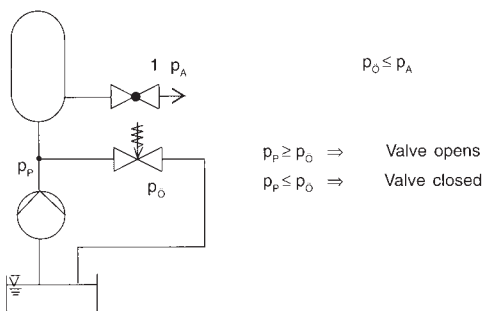 1 p_A
p_Ö ≤ p_A
p_P ≥ p_Ö ⇒ Valve opens
p_P
p_P ≤ p_Ö ⇒ Valve closed
p_Ö